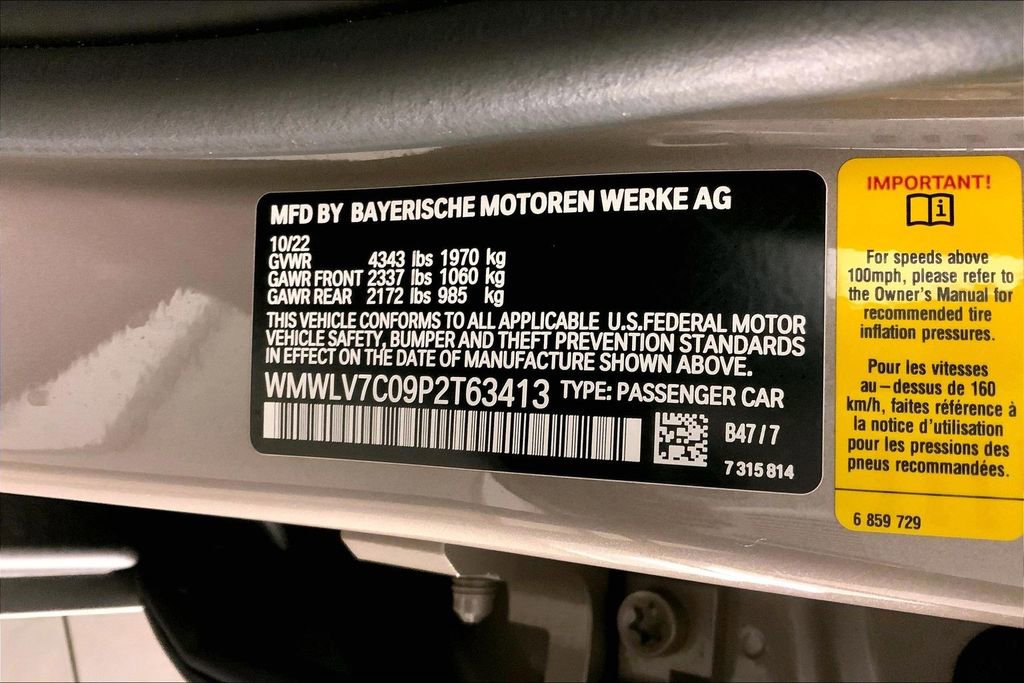 MFD BY BAYERISCHE MOTOREN WERKE AG
10/22
GVWR 4343 lbs 1970 kg
GAWR FRONT 2337 lbs 1060 kg
GAWR REAR 2172 lbs 985 kg
THIS VEHICLE CONFORMS TO ALL APPLICABLE U.S.FEDERAL MOTOR
VEHICLE SAFETY, BUMPER AND THEFT PREVENTION STANDARDS
IN EFFECT ON THE DATE OF MANUFACTURE SHOWN ABOVE.
WMWLV7C09P2T63413 TYPE: PASSENGER CAR
B47/7
7 315 814
IMPORTANT!
i
For speeds above
100mph, please refer to
the Owner's Manual for
recommended tire
inflation pressures.
Pour les vitesses
au-dessus de 160
km/h, faites référence à
la notice d'utilisation
pour les pressions des
pneus recommandées.
6 859 729